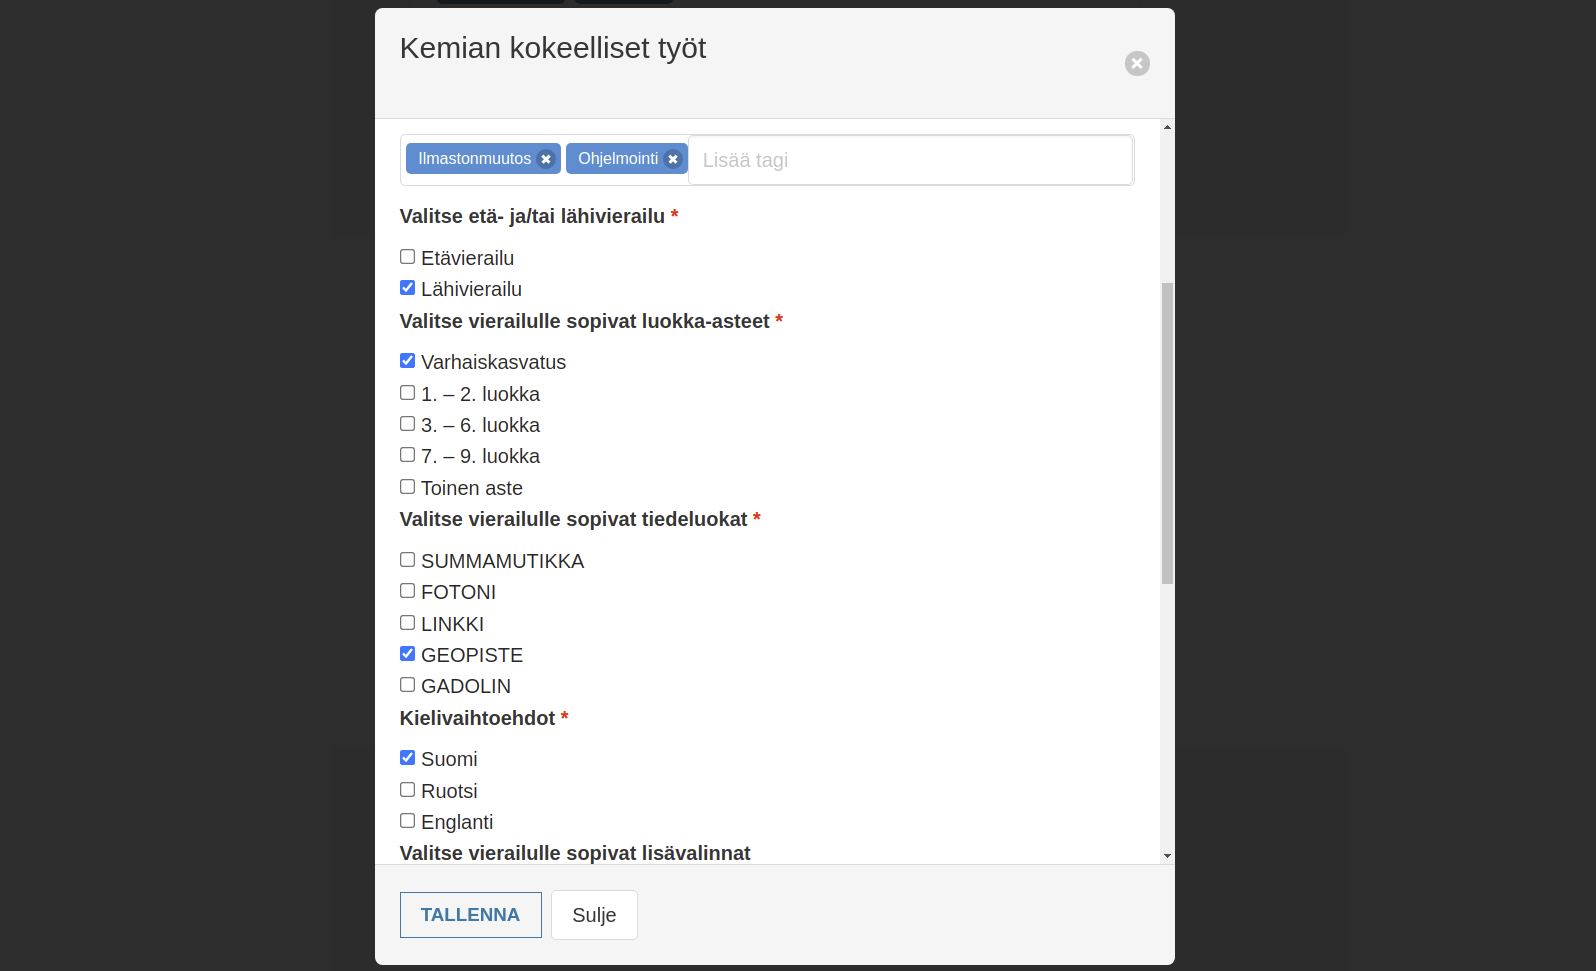 Kemian kokeelliset työt
Ilmastonmuutos Ohjelmointi Lisää tagi
Valitse etä- ja/tai lähivierailu *
Etävierailu
Lähivierailu
Valitse vierailulle sopivat luokka-asteet *
Varhaiskasvatus
1. – 2. luokka
3. – 6. luokka
7. – 9. luokka
Toinen aste
Valitse vierailulle sopivat tiedeluokat *
SUMMAMUTIKKA
FOTONI
LINKKI
GEOPISTE
GADOLIN
Kielivaihtoehdot *
Suomi
Ruotsi
Englanti
Valitse vierailulle sopivat lisävalinnat
TALLENNA Sulje